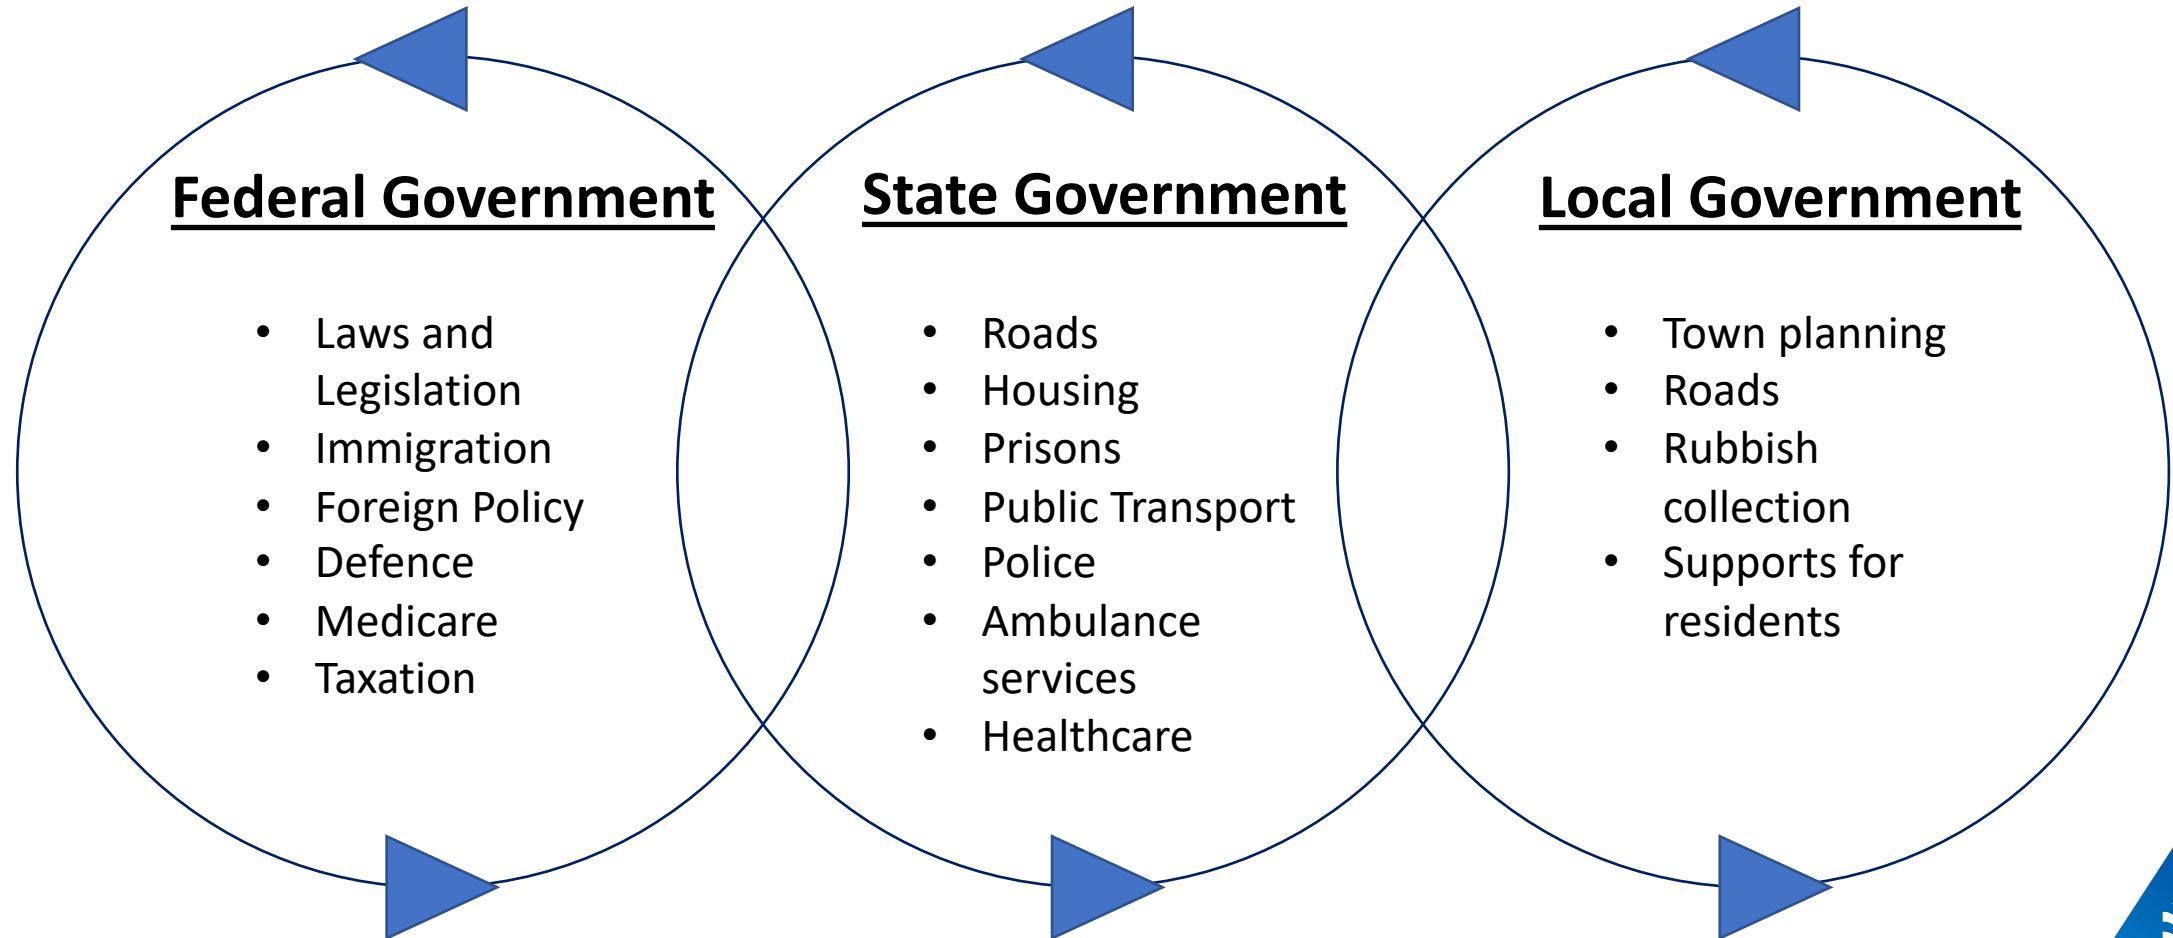 Federal Government
• Laws and
Legislation
• Immigration
• Foreign Policy
• Defence
• Medicare
• Taxation
State Government
• Roads
• Housing
• Prisons
• Public Transport
• Police
• Ambulance
services
• Healthcare
Local Government
• Town planning
• Roads
• Rubbish
collection
• Supports for
residents